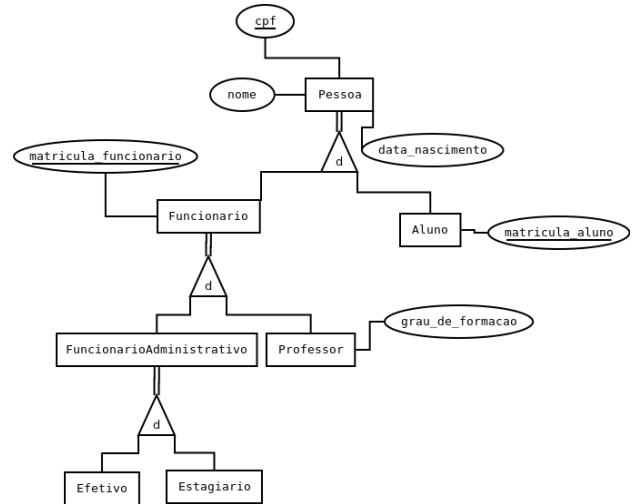 cpf
nome
Pessoa
matricula_funcionario
d
data_nascimento
Funcionario
Aluno
matricula_aluno
d
grau_de_formacao
FuncionarioAdministrativo
Professor
d
Efetivo
Estagiario